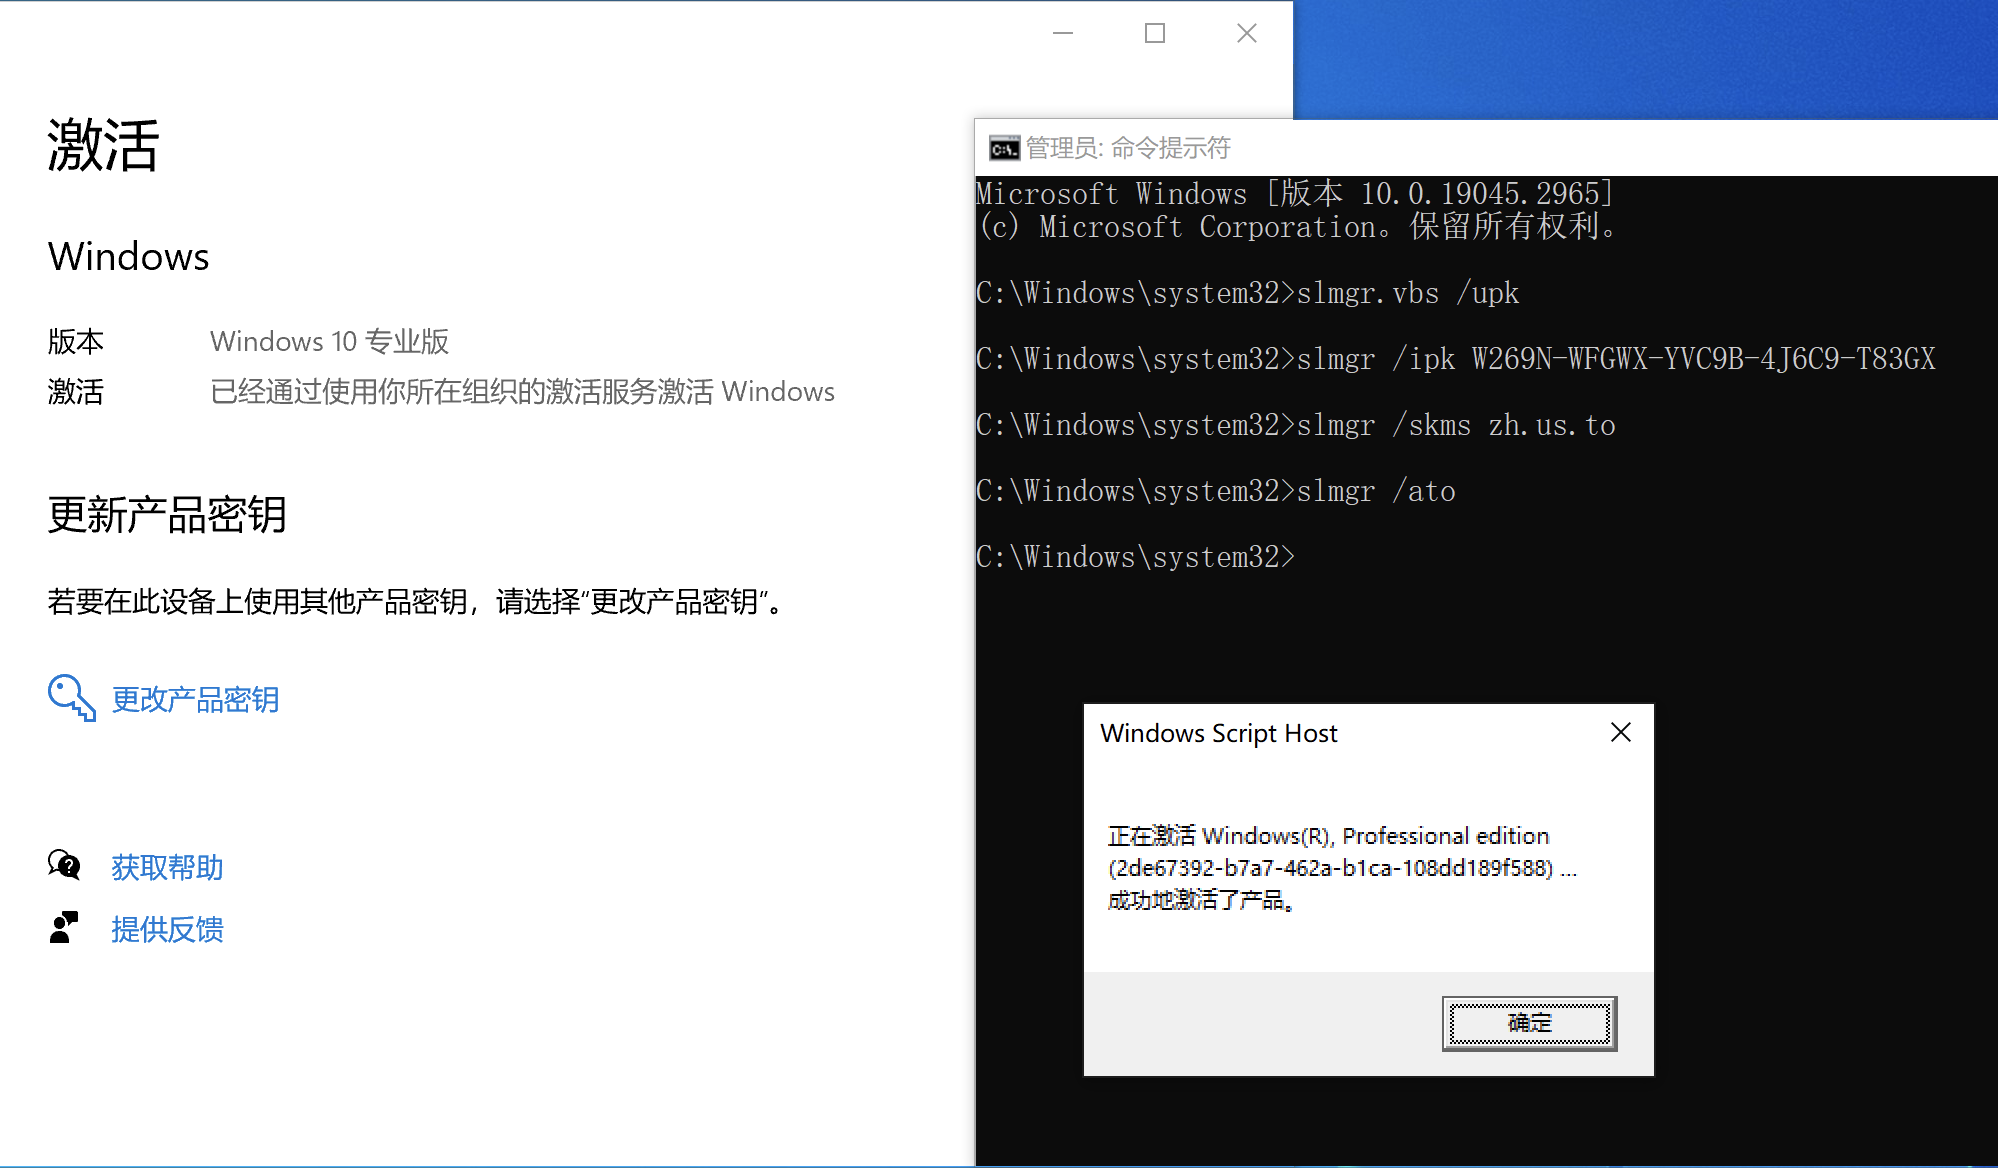 激活
Windows
版本 Windows 10 专业版
激活 已经通过使用你所在组织的激活服务激活 Windows
更新产品密钥
若要在此设备上使用其他产品密钥，请选择“更改产品密钥”。
更改产品密钥
获取帮助
提供反馈
管理员: 命令提示符
Microsoft Windows [版本 10.0.19045.2965]
(c) Microsoft Corporation。保留所有权利。
C:\Windows\system32>slmgr.vbs /upk
C:\Windows\system32>slmgr /ipk W269N-WFGWX-YVC9B-4J6C9-T83GX
C:\Windows\system32>slmgr /skms zh.us.to
C:\Windows\system32>slmgr /ato
C:\Windows\system32>
Windows Script Host
正在激活 Windows(R), Professional edition
(2de67392-b7a7-462a-b1ca-108dd189f588) ...
成功地激活了产品。
确定